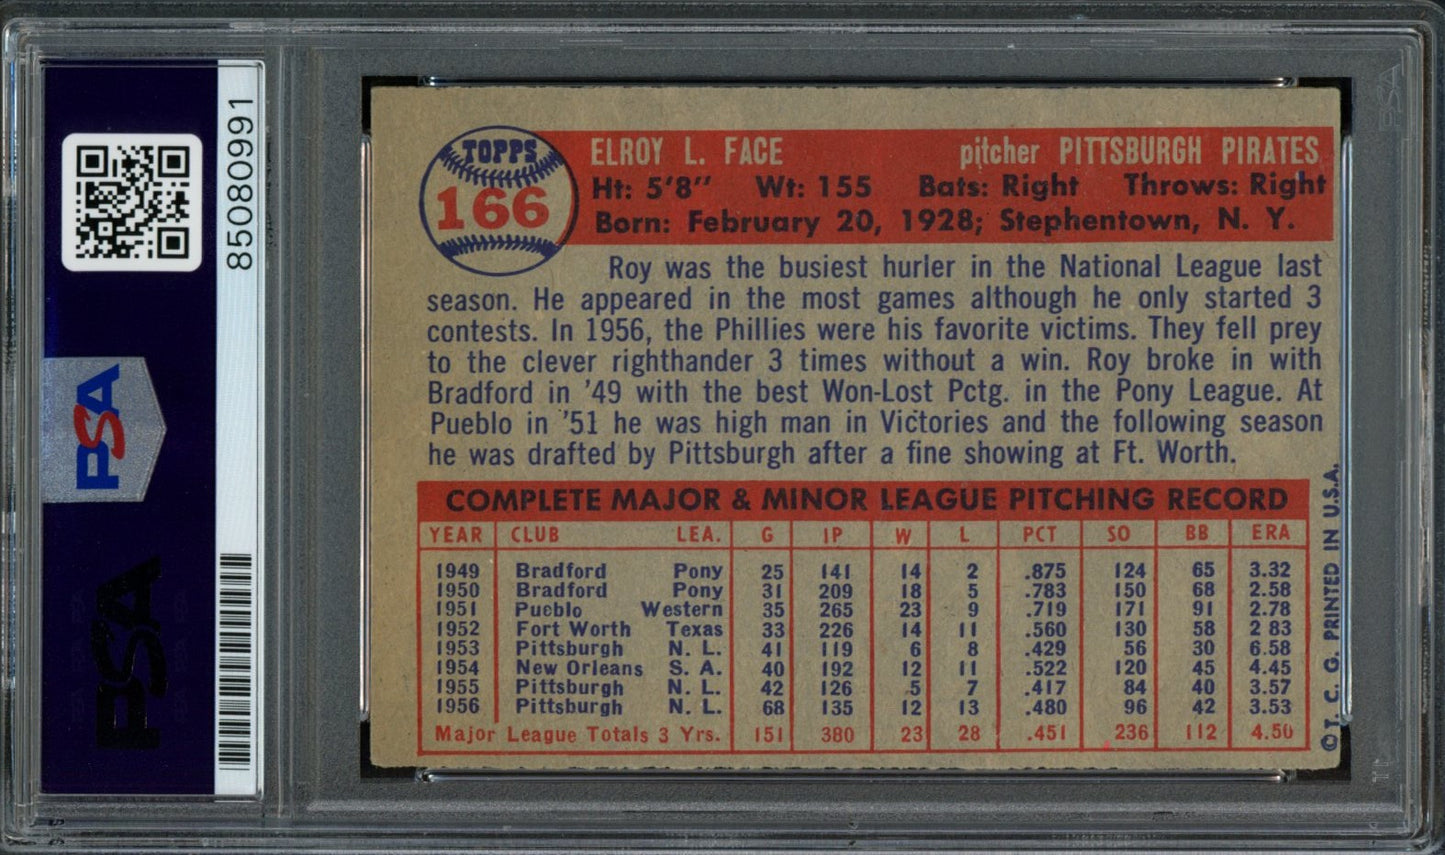 85080991
PSA
PSA
TOPPS
166
ELROY L. FACE pitcher PITTSBURGH PIRATES
Ht: 5'8" Wt: 155 Bats: Right Throws: Right
Born: February 20, 1928; Stephentown, N. Y.
Roy was the busiest hurler in the National League last
season. He appeared in the most games although he only started 3
contests. In 1956, the Phillies were his favorite victims. They fell prey
to the clever righthander 3 times without a win. Roy broke in with
Bradford in '49 with the best Won-Lost Pctg. in the Pony League. At
Pueblo in '51 he was high man in Victories and the following season
he was drafted by Pittsburgh after a fine showing at Ft. Worth.
COMPLETE MAJOR & MINOR LEAGUE PITCHING RECORD
YEAR CLUB LEA. G IP W L PCT SO BB ERA
1949 Bradford Pony 25 141 14 2 .875 124 65 3.32
1950 Bradford Pony 31 209 18 5 .783 150 68 2.58
1951 Pueblo Western 35 265 23 9 .719 171 91 2.78
1952 Fort Worth Texas 33 226 14 11 .560 130 58 2 83
1953 Pittsburgh N. L. 41 119 6 8 .429 56 30 6.58
1954 New Orleans S. A. 40 192 12 11 .522 120 45 4.45
1955 Pittsburgh N. L. 42 126 5 7 .417 84 40 3.57
1956 Pittsburgh N. L. 68 135 12 13 .480 96 42 3.53
Major League Totals 3 Yrs. 151 380 23 28 .451 236 112 4.50
©T. C. G. PRINTED IN U.S.A.
PSA